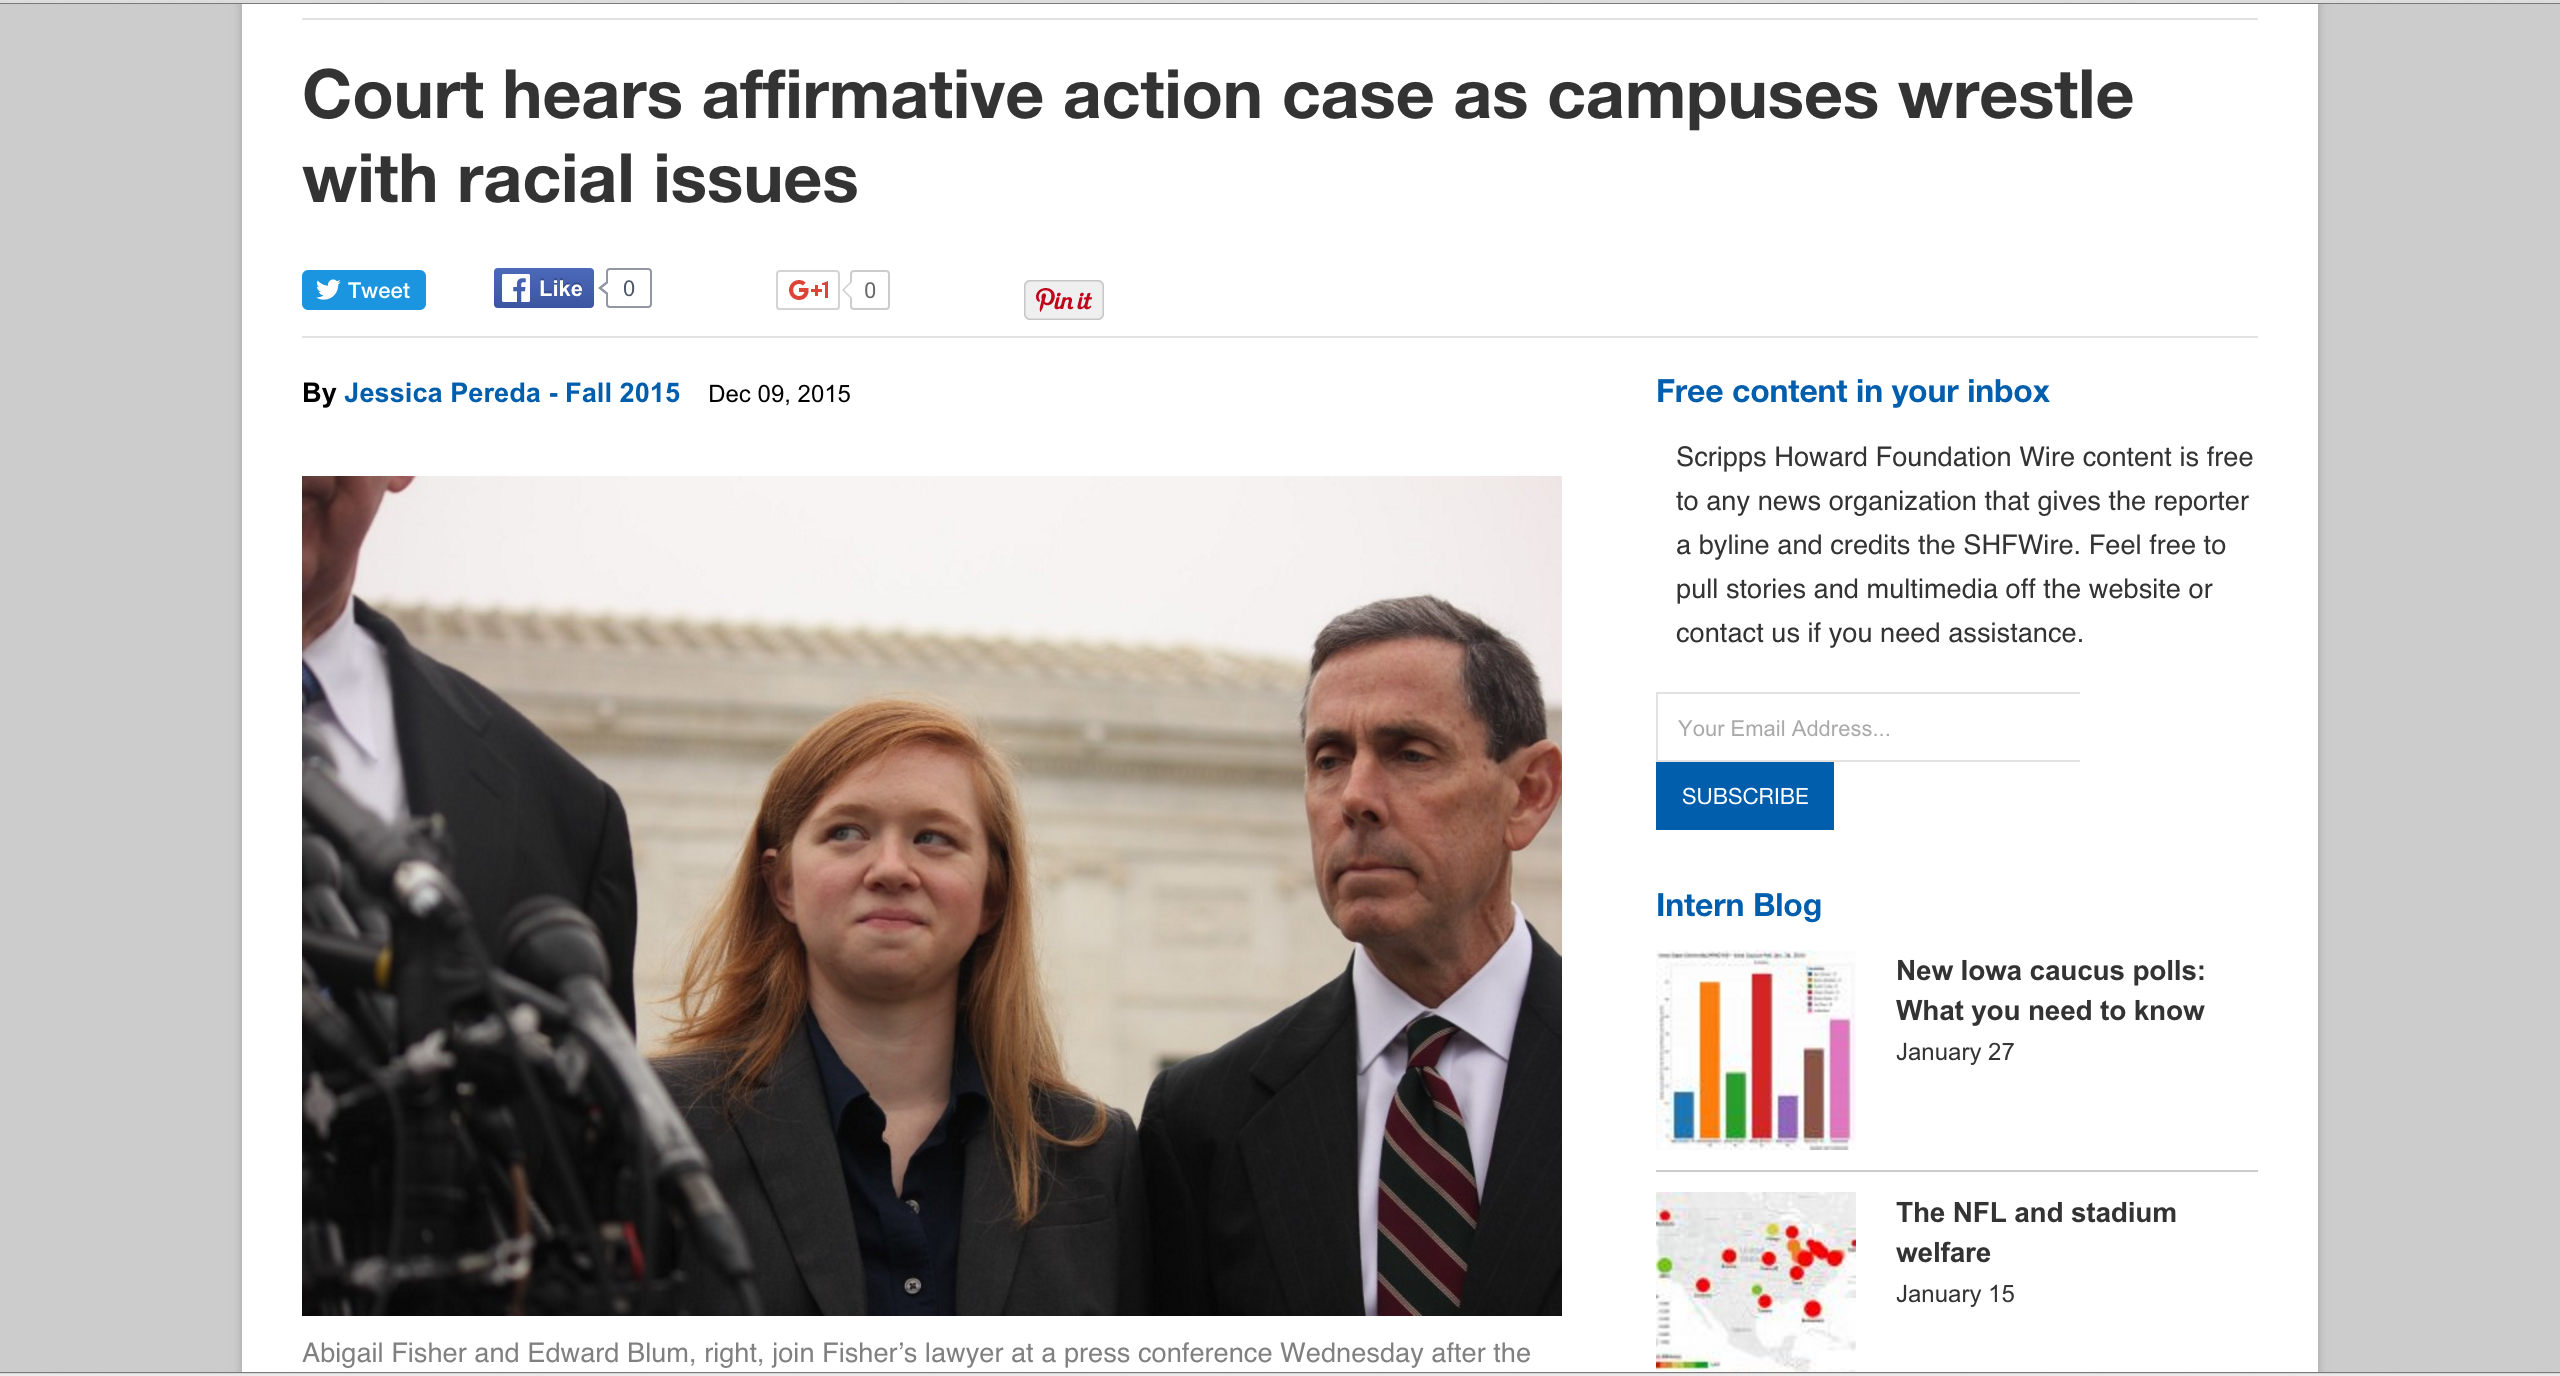 Court hears affirmative action case as campuses wrestle
with racial issues
Tweet
Like
0
G+1
0
Pin it
By Jessica Pereda - Fall 2015 Dec 09, 2015
Abigail Fisher and Edward Blum, right, join Fisher’s lawyer at a press conference Wednesday after the
Free content in your inbox
Scripps Howard Foundation Wire content is free
to any news organization that gives the reporter
a byline and credits the SHFWire. Feel free to
pull stories and multimedia off the website or
contact us if you need assistance.
Your Email Address...
SUBSCRIBE
Intern Blog
New Iowa caucus polls:
What you need to know
January 27
The NFL and stadium
welfare
January 15